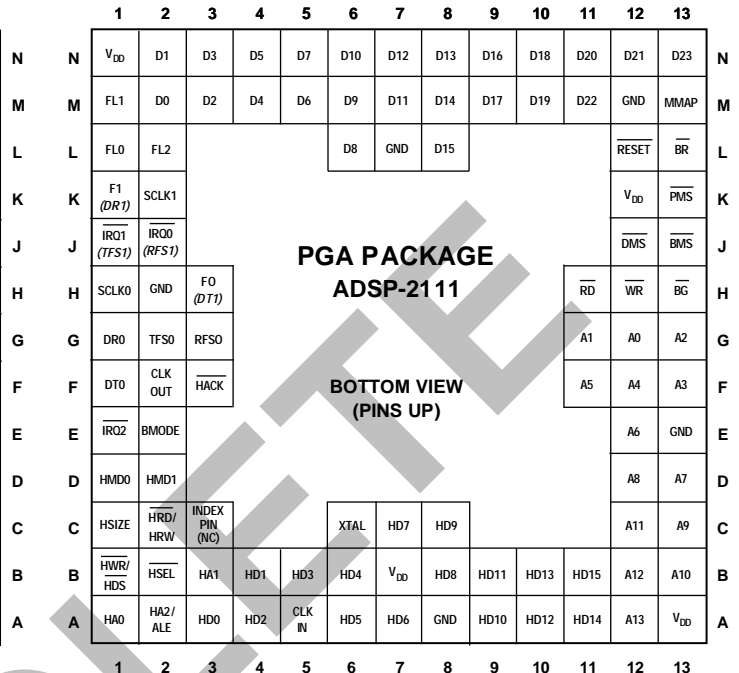 1 2 3 4 5 6 7 8 9 10 11 12 13
N N V_DD D1 D3 D5 D7 D10 D12 D13 D16 D18 D20 D21 D23 N
M M FL1 D0 D2 D4 D6 D9 D11 D14 D17 D19 D22 GND MMAP M
L L FL0 FL2 D8 GND D15 RESET BR L
K K F1 (DR1) SCLK1 V_DD PMS K
J J IRQ1 (TFS1) IRQ0 (RFS1) DMS BMS J
PGA PACKAGE
ADSP-2111
H H SCLK0 GND FO (DT1) RD WR BG H
G G DR0 TFS0 RFSO A1 A0 A2 G
F F DT0 CLK OUT HACK A5 A4 A3 F
BOTTOM VIEW
(PINS UP)
E E IRQ2 BMODE A6 GND E
D D HMD0 HMD1 A8 A7 D
C C HSIZE HRD/ HRW INDEX PIN (NC) XTAL HD7 HD9 A11 A9 C
B B HWR/ HDS HSEL HA1 HD1 HD3 HD4 V_DD HD8 HD11 HD13 HD15 A12 A10 B
A A HA0 HA2/ ALE HD0 HD2 CLK IN HD5 HD6 GND HD10 HD12 HD14 A13 V_DD A
1 2 3 4 5 6 7 8 9 10 11 12 13